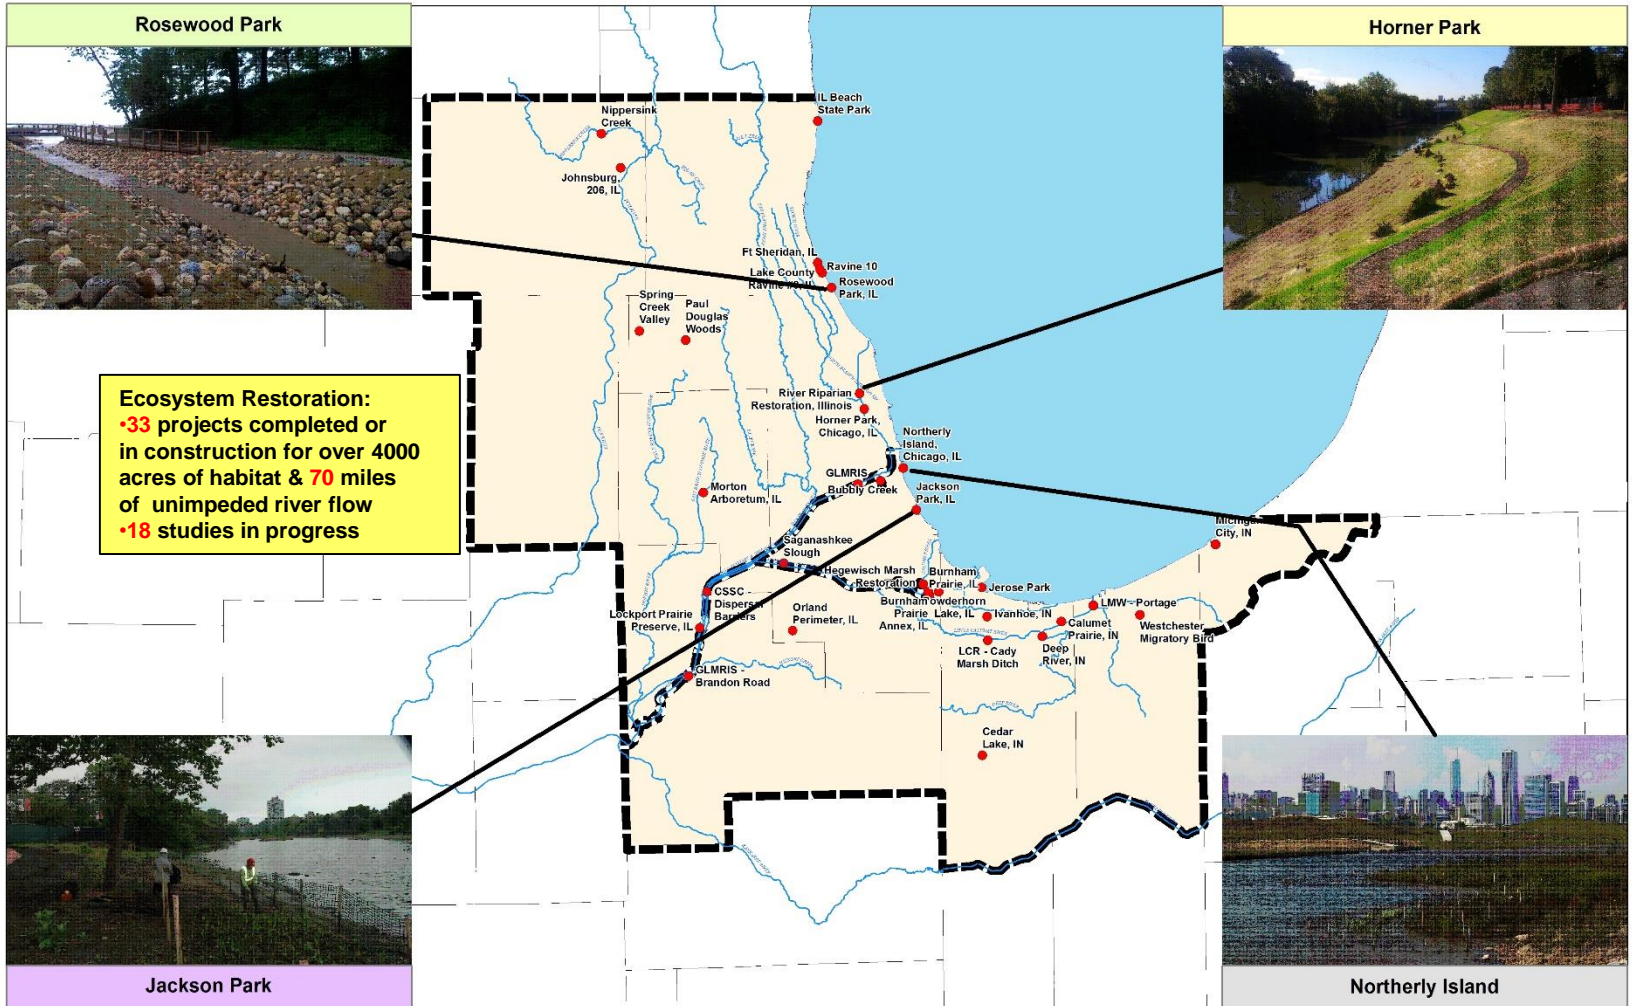 Rosewood Park
Horner Park
IL Beach
State Park
Nippersink
Creek
Johnsburg,
206, IL
Ft Sheridan, IL
Ravine 10
Lake County
Ravine
Rosewood
Park, IL
Spring
Creek
Valley
Paul
Douglas
Woods
Ecosystem Restoration:
•33 projects completed or
in construction for over 4000
acres of habitat & 70 miles
of unimpeded river flow
•18 studies in progress
River Riparian
Restoration, Illinois
Horner Park,
Chicago, IL
Northerly
Island,
Chicago, IL
GLMRIS
Bubbly Creek
Morton
Arboretum, IL
Jackson
Park, IL
Michigan
City, IN
Saganashkee
Slough
Hegewisch Marsh
Restoration
Burnham
Prairie, IL
Jerose Park
CSSC -
Dispersal
Barriers
Burnham
Prairie
Annex, IL
owderhorn
Lake, IL
Ivanhoe, IN
LMW - Portage
Orland
Perimeter, IL
Lockport Prairie
Preserve, IL
Calumet
Prairie, IN
Westchester
Migratory Bird
LCR - Cady
Marsh Ditch
Deep
River, IN
GLMRIS -
Brandon Road
Cedar
Lake, IN
Jackson Park
Northerly Island